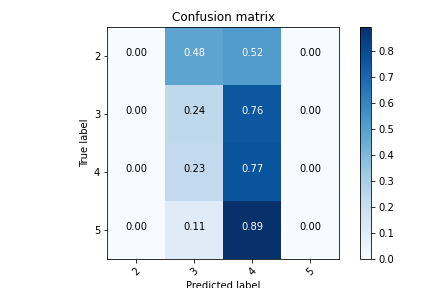 Confusion matrix
True label
2 0.00 0.48 0.52 0.00
3 0.00 0.24 0.76 0.00
4 0.00 0.23 0.77 0.00
5 0.00 0.11 0.89 0.00
2 3 4 5
Predicted label
0.8
0.7
0.6
0.5
0.4
0.3
0.2
0.1
0.0